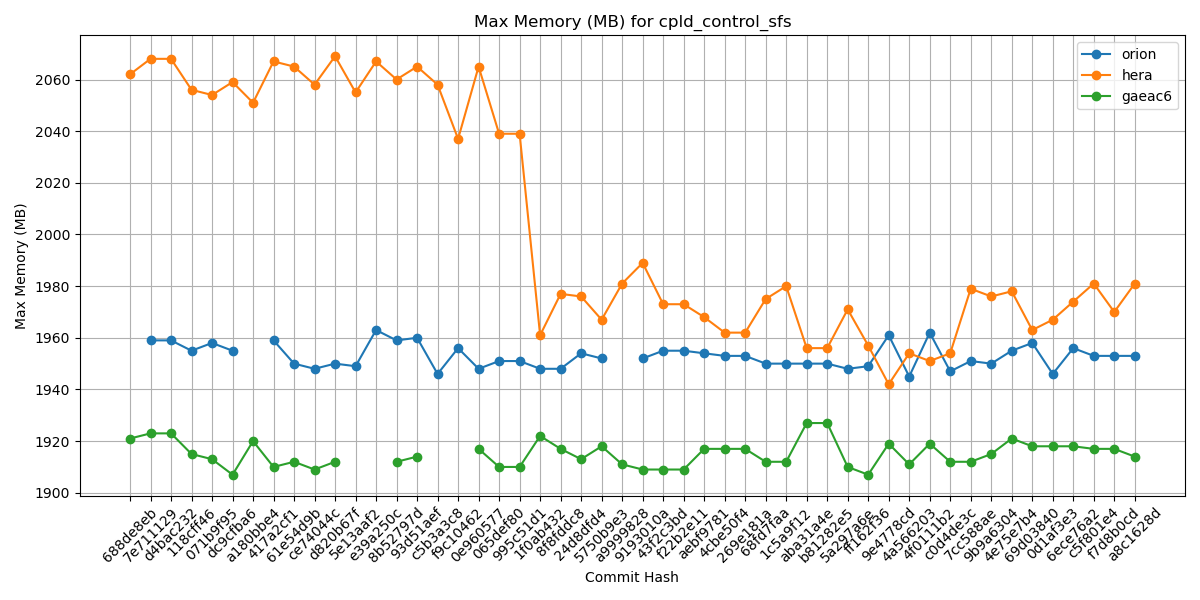 Max Memory (MB) for cpld_control_sfs
orion
hera
gaeac6
Max Memory (MB)
2060
2040
2020
2000
1980
1960
1940
1920
1900
688de8eb
7e711129
d4bac232
118cff46
071b9f95
dc9cfba6
a180bbe4
417a2cf1
61e54d9b
ce74044c
d820b67f
5e13aaf2
e39a250c
8b52797d
93d51aef
c5b3a3c8
f9c10462
0e960577
065def80
995c51d1
1f0ab432
8f8fddc8
24d8dfd4
5750b9e3
a9999828
9193010a
43f2c3bd
f22b2e11
aebf9781
4cbe50f4
269e181a
68fd7faa
1c5a9f12
aba31a4e
b81282e5
ff162f36
9e4778cd
4a566203
4f011b2
c0d4de3c
7cc588ae
9b9a6304
4e75e7b4
69d03840
0d1af3e3
6ece76a2
c5f801e4
f7d8b0cd
a8c1628d
Commit Hash